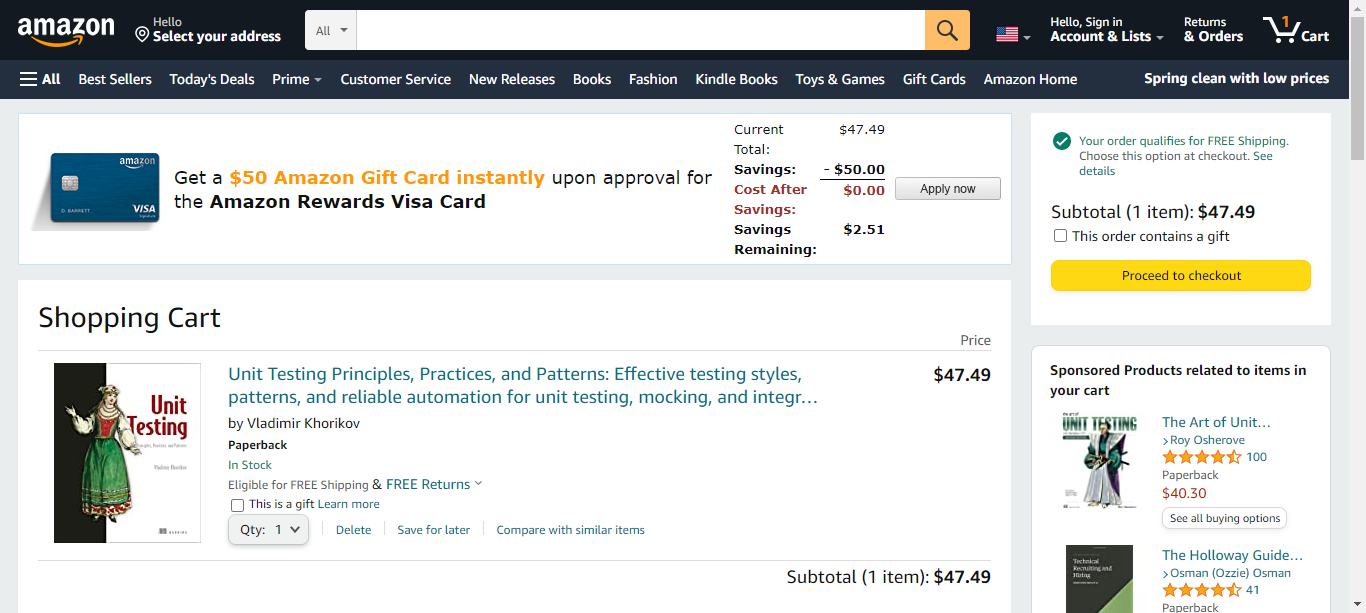 amazon
Hello
Select your address
All
Hello, Sign in
Account & Lists
Returns
& Orders
1
Cart
All
Best Sellers
Today's Deals
Prime
Customer Service
New Releases
Books
Fashion
Kindle Books
Toys & Games
Gift Cards
Amazon Home
Spring clean with low prices
amazon
D. BARRETT
VISA
Signature
Get a $50 Amazon Gift Card instantly upon approval for
the Amazon Rewards Visa Card
Current $47.49
Total:
Savings: - $50.00
Cost After $0.00
Savings:
Savings $2.51
Remaining:
Apply now
Your order qualifies for FREE Shipping.
Choose this option at checkout. See
details
Subtotal (1 item): $47.49
This order contains a gift
Proceed to checkout
Shopping Cart
Price
Unit
Testing
Principles, Practices, and Patterns
Vladimir Khorikov
MANNING
Unit Testing Principles, Practices, and Patterns: Effective testing styles,
patterns, and reliable automation for unit testing, mocking, and integr…
$47.49
by Vladimir Khorikov
Paperback
In Stock
Eligible for FREE Shipping & FREE Returns
This is a gift Learn more
Qty: 1
Delete
Save for later
Compare with similar items
Subtotal (1 item): $47.49
Sponsored Products related to items in
your cart
the art of
UNIT TESTING
The Art of Unit…
›Roy Osherove
100
Paperback
$40.30
See all buying options
Technical
Recruiting and
Hiring
The Holloway Guide…
›Osman (Ozzie) Osman
41
Paperback